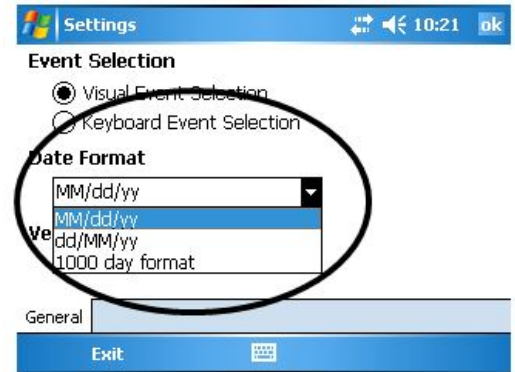 Settings 10:21 ok
Event Selection
Visual Event Selection
Keyboard Event Selection
Date Format
MM/dd/yy
MM/dd/yy
Ve
dd/MM/yy
1000 day format
General
Exit